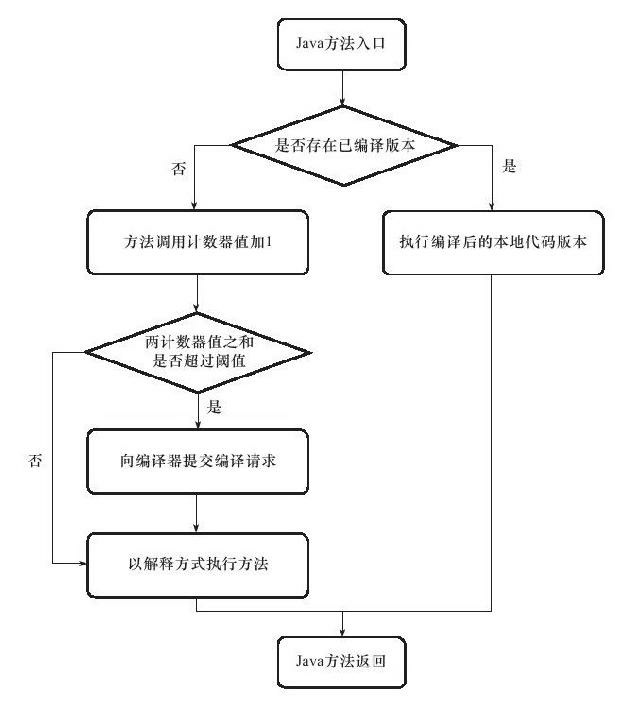 Java方法入口
是否存在已编译版本
否
是
方法调用计数器值加1
执行编译后的本地代码版本
两计数器值之和
是否超过阈值
是
否
向编译器提交编译请求
以解释方式执行方法
Java方法返回